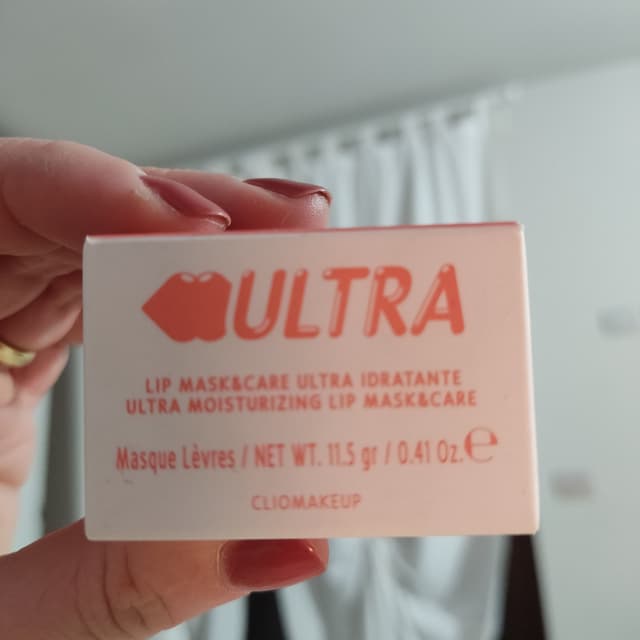 ULTRA
LIP MASK&CARE ULTRA IDRATANTE
ULTRA MOISTURIZING LIP MASK&CARE
Masque Lèvres / NET WT. 11.5 gr / 0.41 Oz. ℮
CLIOMAKEUP